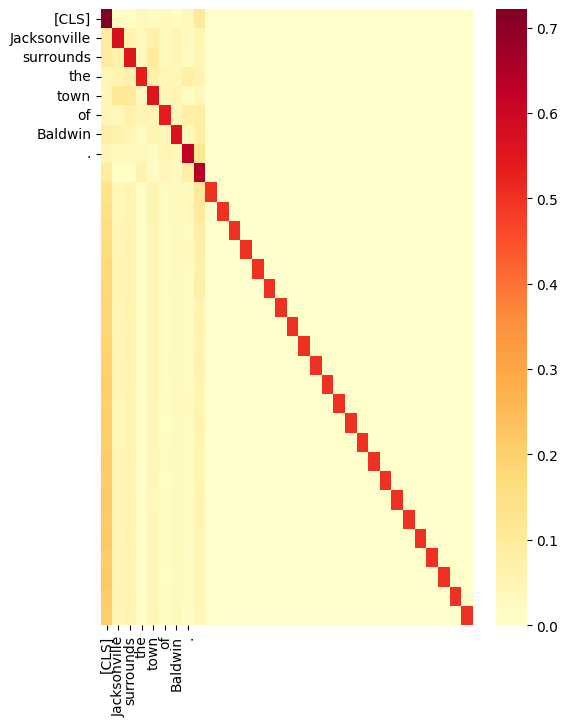 [CLS]
Jacksonville
surrounds
the
town
of
Baldwin
.
[CLS]
Jacksonville
surrounds
the
town
of
Baldwin
.
0.7
0.6
0.5
0.4
0.3
0.2
0.1
0.0